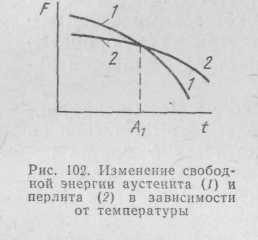 F
1
2
2
1
A₁
t
Рис. 102. Изменение свобод-
ной энергии аустенита (1) и
перлита (2) в зависимости
от температуры